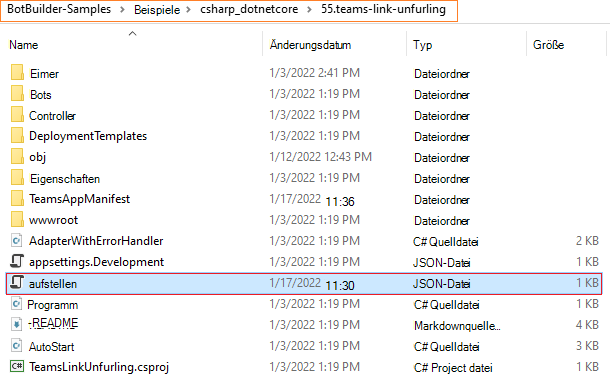 BotBuilder-Samples > Beispiele > csharp_dotnetcore > 55.teams-link-unfurling
Name Änderungsdatum Typ Größe
Eimer 1/3/2022 2:41 PM Dateiordner
Bots 1/3/2022 1:19 PM Dateiordner
Controller 1/3/2022 1:19 PM Dateiordner
DeploymentTemplates 1/3/2022 1:19 PM Dateiordner
obj 1/12/2022 12:43 PM Dateiordner
Eigenschaften 1/3/2022 1:19 PM Dateiordner
TeamsAppManifest 1/17/2022 11:36 Dateiordner
wwwroot 1/3/2022 1:19 PM Dateiordner
AdapterWithErrorHandler 1/3/2022 1:19 PM C# Quelldatei 2 KB
appsettings.Development 1/3/2022 1:19 PM JSON-Datei 1 KB
aufstellen 1/17/2022 11:30 JSON-Datei 1 KB
Programm 1/3/2022 1:19 PM C# Quelldatei 1 KB
-README 1/3/2022 1:19 PM Markdownquelle... 4 KB
AutoStart 1/3/2022 1:19 PM C# Quelldatei 3 KB
C# TeamsLinkUnfurling.csproj 1/3/2022 1:19 PM C# Project datei 1 KB